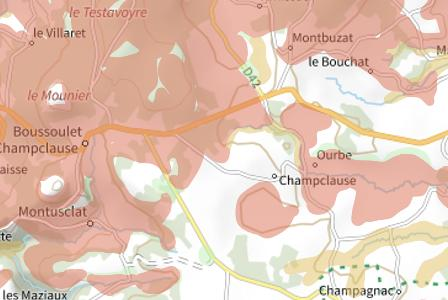 le Testavoyre
le Villaret
Montbuzat
le Bouchat
D42
le Mounier
Boussoulet
Champclause
Ourbe
Champclause
Montusclat
les Maziaux
Champagnac